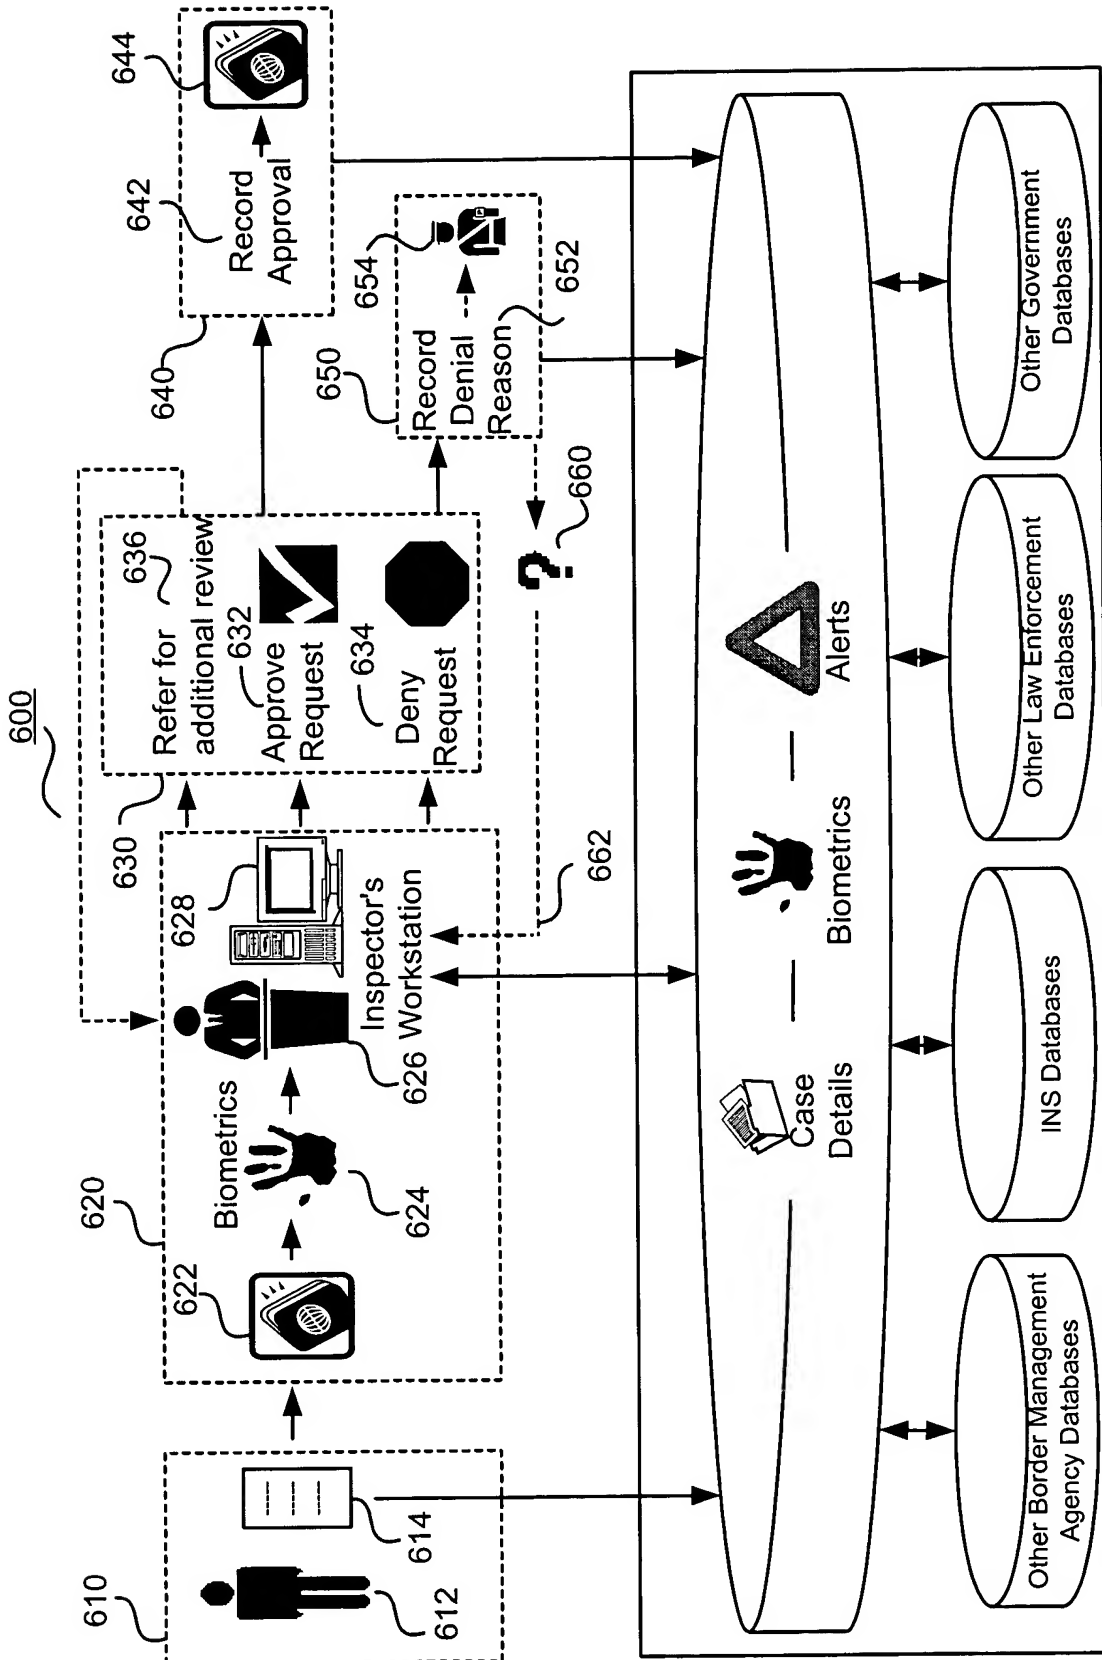 600
610
612
614
620
622
Biometrics
624
626
628
Inspector's
Workstation
630
Refer for
additional review
636
632
Approve
Request
634
Deny
Request
640
642
Record
Approval
644
650
Record
Denial
Reason
652
654
660
662
Case
Details
Biometrics
Alerts
Other Border Management
Agency Databases
INS Databases
Other Law Enforcement
Databases
Other Government
Databases